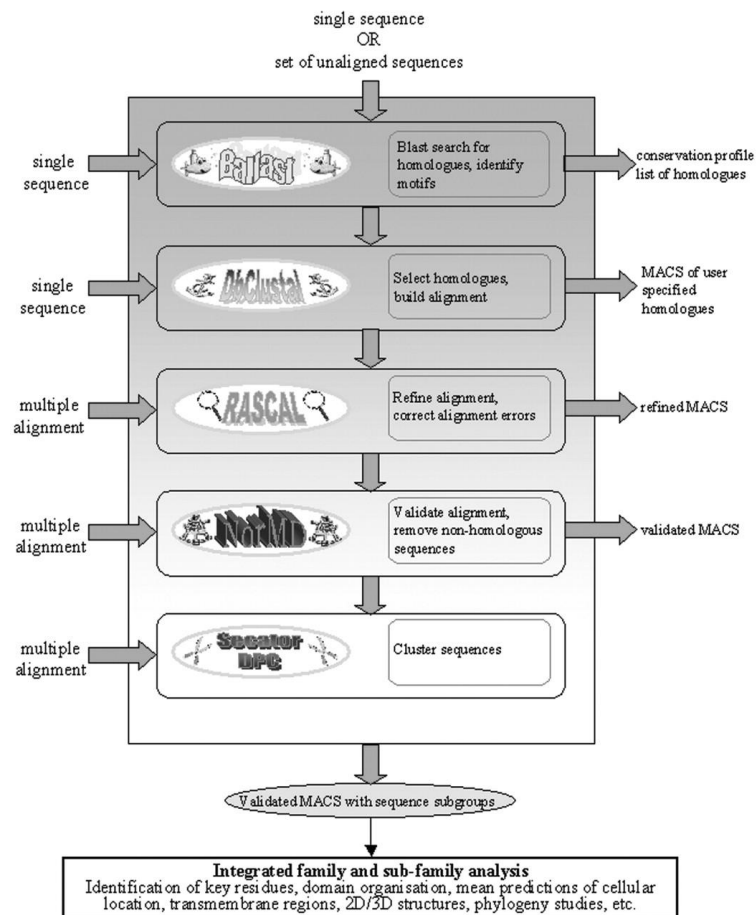 single sequence
OR
set of unaligned sequences
single
sequence
Ballast
Blast search for
homologues, identify
motifs
conservation profile
list of homologues
single
sequence
DbClustal
Select homologues,
build alignment
MACS of user
specified
homologues
multiple
alignment
RASCAL
Refine alignment,
correct alignment errors
refined MACS
multiple
alignment
NorMD
Validate alignment,
remove non-homologous
sequences
validated MACS
multiple
alignment
Secator
DPC
Cluster sequences
Validated MACS with sequence subgroups
Integrated family and sub-family analysis
Identification of key residues, domain organisation, mean predictions of cellular
location, transmembrane regions, 2D/3D structures, phylogeny studies, etc.